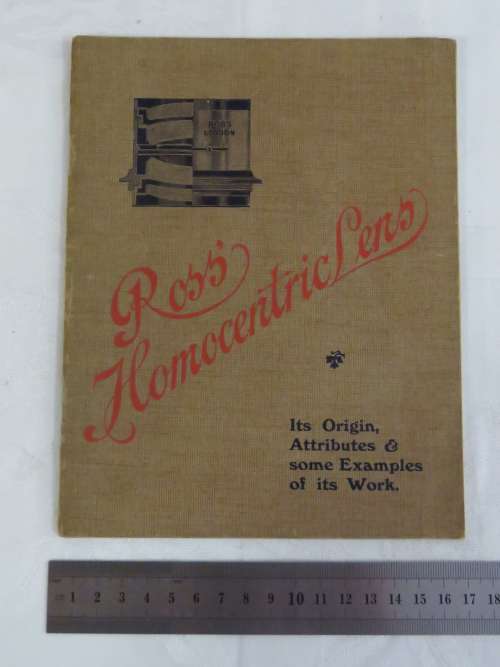 ROSS
LONDON
Ross'
Homocentric Lens
Its Origin,
Attributes &
some Examples
of its Work.
1 2 3 4 5 6 7 8 9 10 11 12 13 14 15 16 17 18